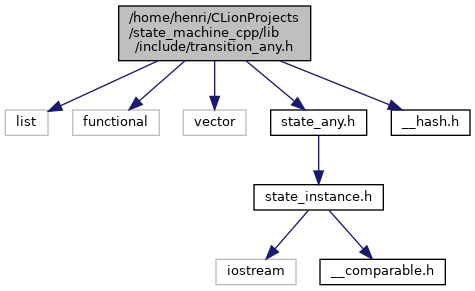 /home/henri/CLionProjects
/state_machine_cpp/lib
/include/transition_any.h
list
functional
vector
state_any.h
__hash.h
state_instance.h
iostream
__comparable.h